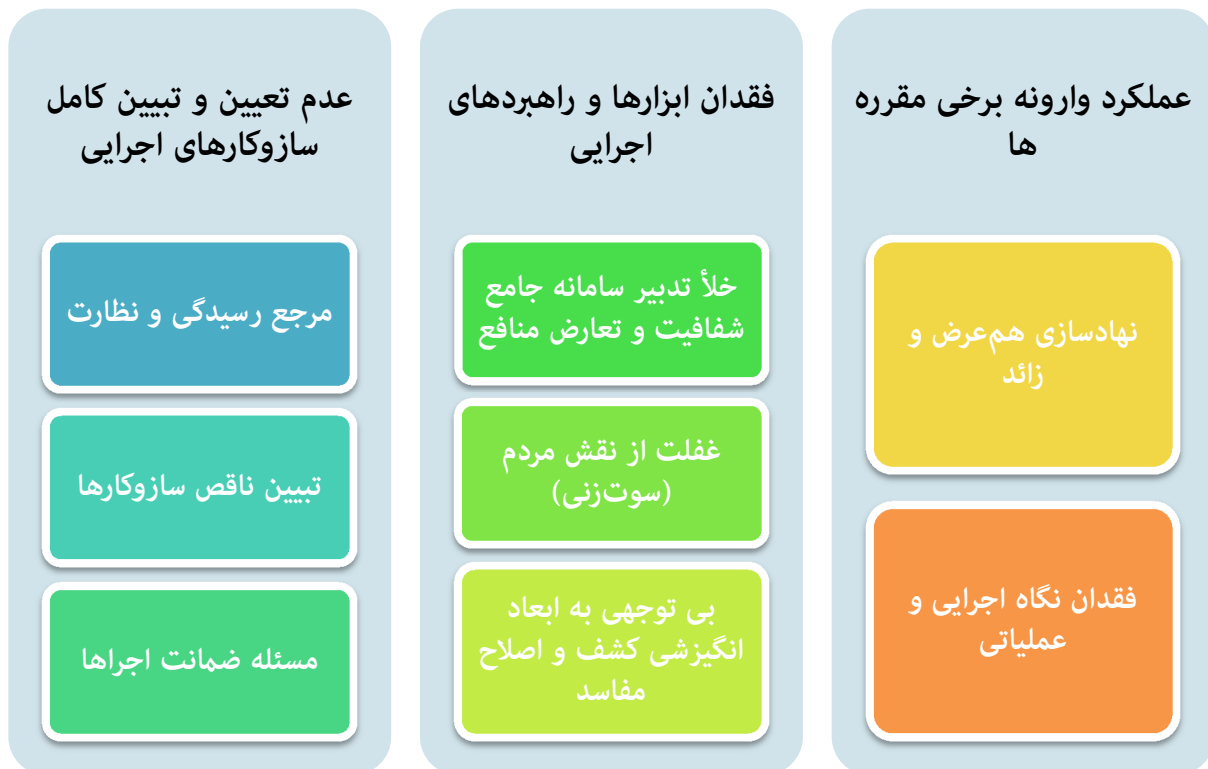 عملکرد وارونه برخی مقرره
ها
نهادسازی هم‌عرض و
زائد
فقدان نگاه اجرایی و
عملیاتی
فقدان ابزارها و راهبردهای
اجرایی
خلأ تدبیر سامانه جامع
شفافیت و تعارض منافع
غفلت از نقش مردم
(سوت‌زنی)
بی توجهی به ابعاد
انگیزشی کشف و اصلاح
مفاسد
عدم تعیین و تبیین کامل
سازوکارهای اجرایی
مرجع رسیدگی و نظارت
تبیین ناقص سازوکارها
مسئله ضمانت اجراها